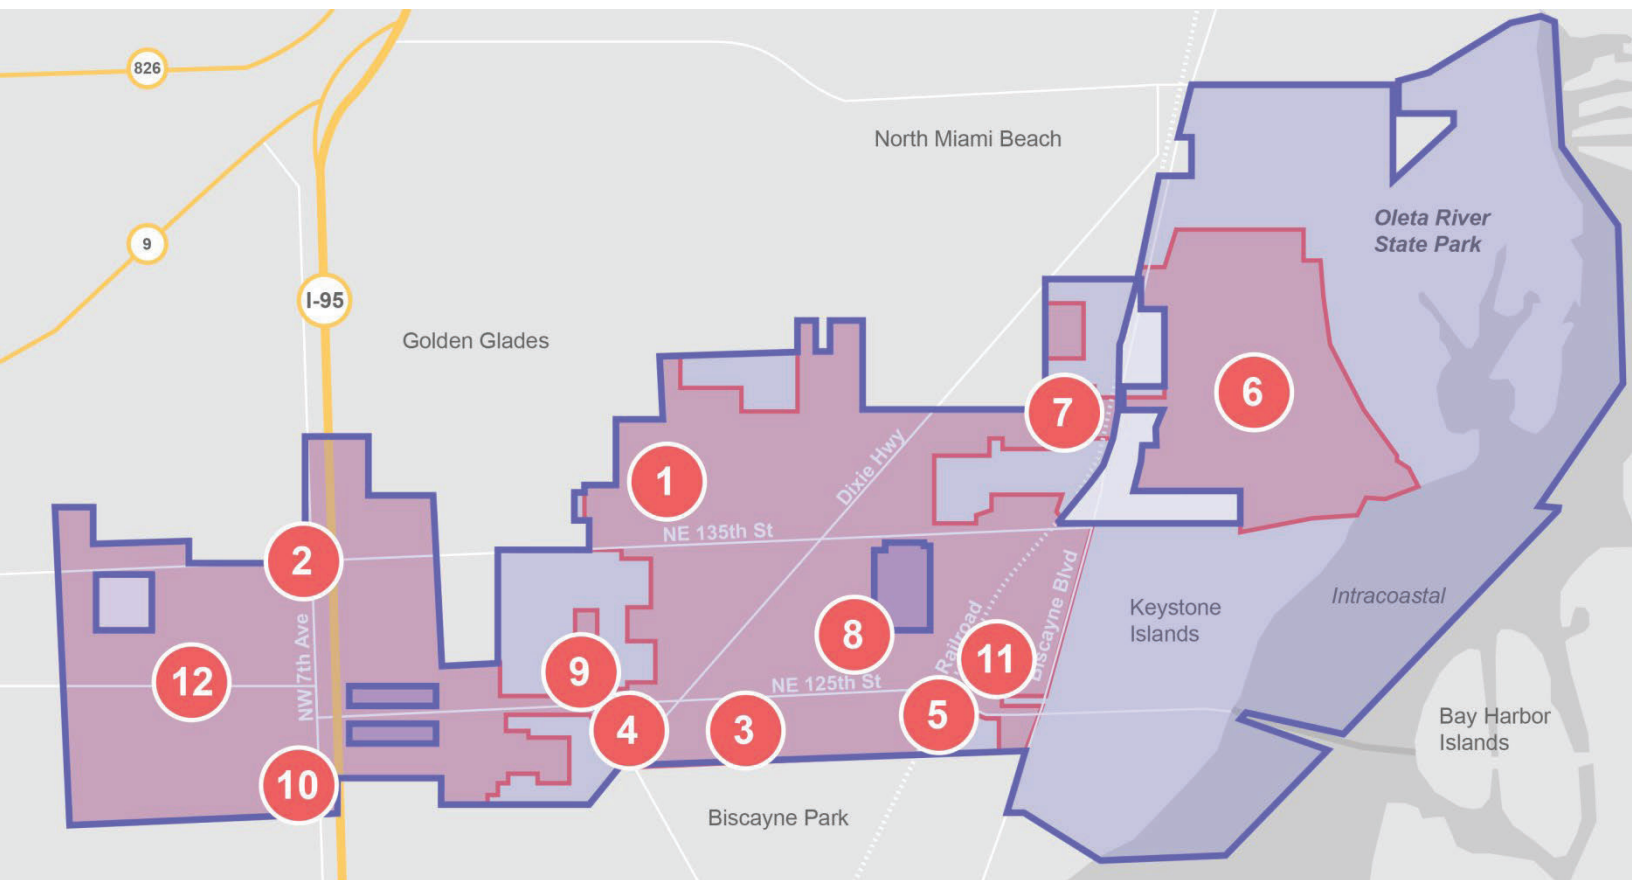 826
North Miami Beach
Oleta River
State Park
9
I-95
Golden Glades
6
7
Dixie Hwy
1
NE 135th St
2
Biscayne Blvd
Railroad
Intracoastal
Keystone
Islands
8
11
9
12
NW 7th Ave
NE 125th St
5
4
3
Bay Harbor
Islands
10
Biscayne Park